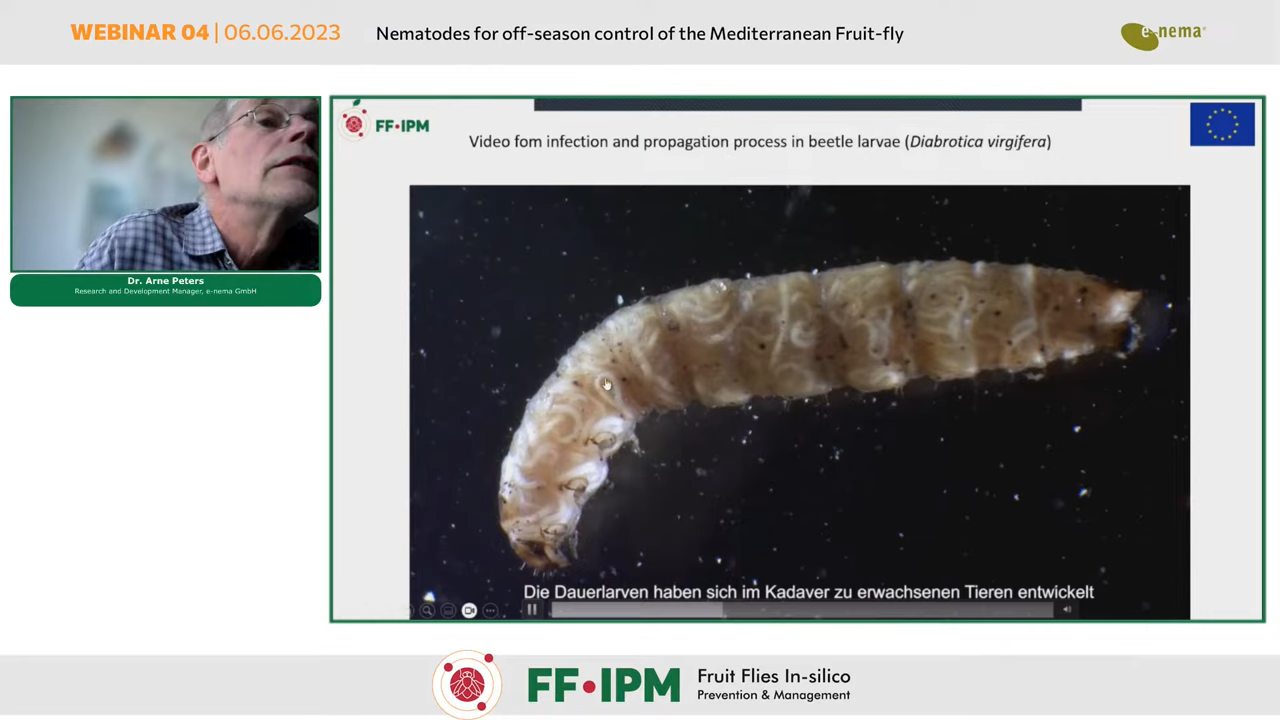 WEBINAR 04 | 06.06.2023
Nematodes for off-season control of the Mediterranean Fruit-fly
e-nema
FF·IPM
Video fom infection and propagation process in beetle larvae (Diabrotica virgifera)
Dr. Arne Peters
Research and Development Manager, e-nema GmbH
Die Dauerlarven haben sich im Kadaver zu erwachsenen Tieren entwickelt
FF·IPM
Fruit Flies In-silico
Prevention & Management